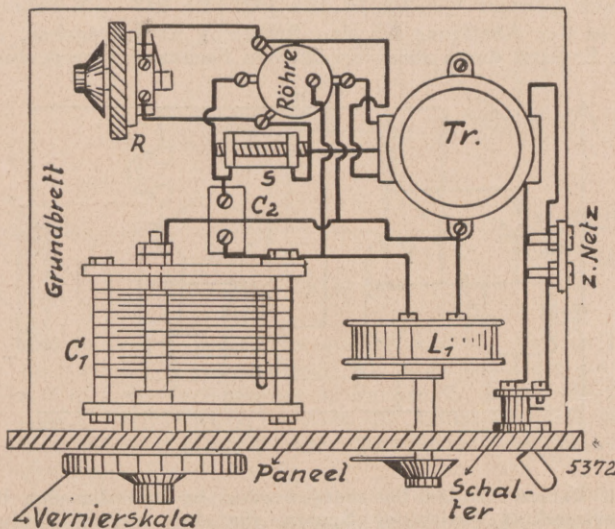 Röhre
Tr.
R
S
C2
Grundbrett
z. Netz
C1
L1
Paneel
Schal-
ter
5372
Vernierskala